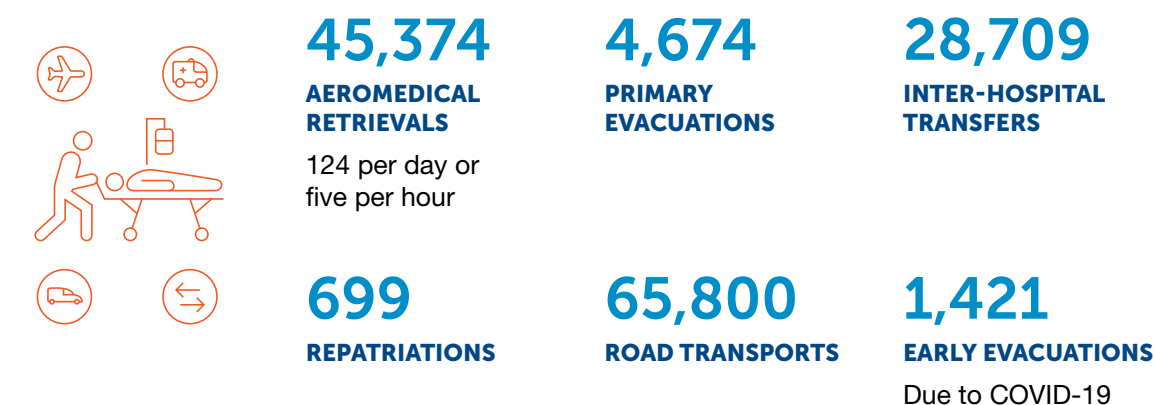 45,374
AEROMEDICAL
RETRIEVALS
124 per day or
five per hour
4,674
PRIMARY
EVACUATIONS
28,709
INTER-HOSPITAL
TRANSFERS
699
REPATRIATIONS
65,800
ROAD TRANSPORTS
1,421
EARLY EVACUATIONS
Due to COVID-19